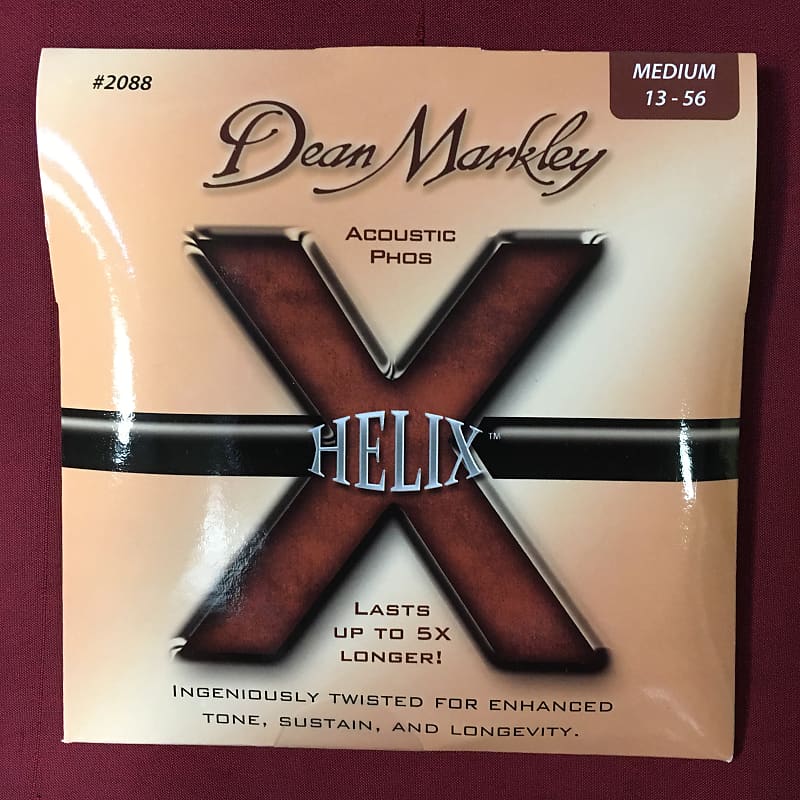 #2088
MEDIUM
13 - 56
Dean Markley
ACOUSTIC
PHOS
X
HELIX™
LASTS
UP TO 5X
LONGER!
INGENIOUSLY TWISTED FOR ENHANCED
TONE, SUSTAIN, AND LONGEVITY.